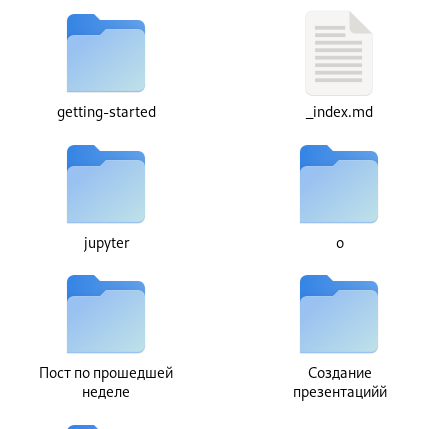 getting-started
_index.md
jupyter
o
Пост по прошедшей
неделе
Создание
презентацийй